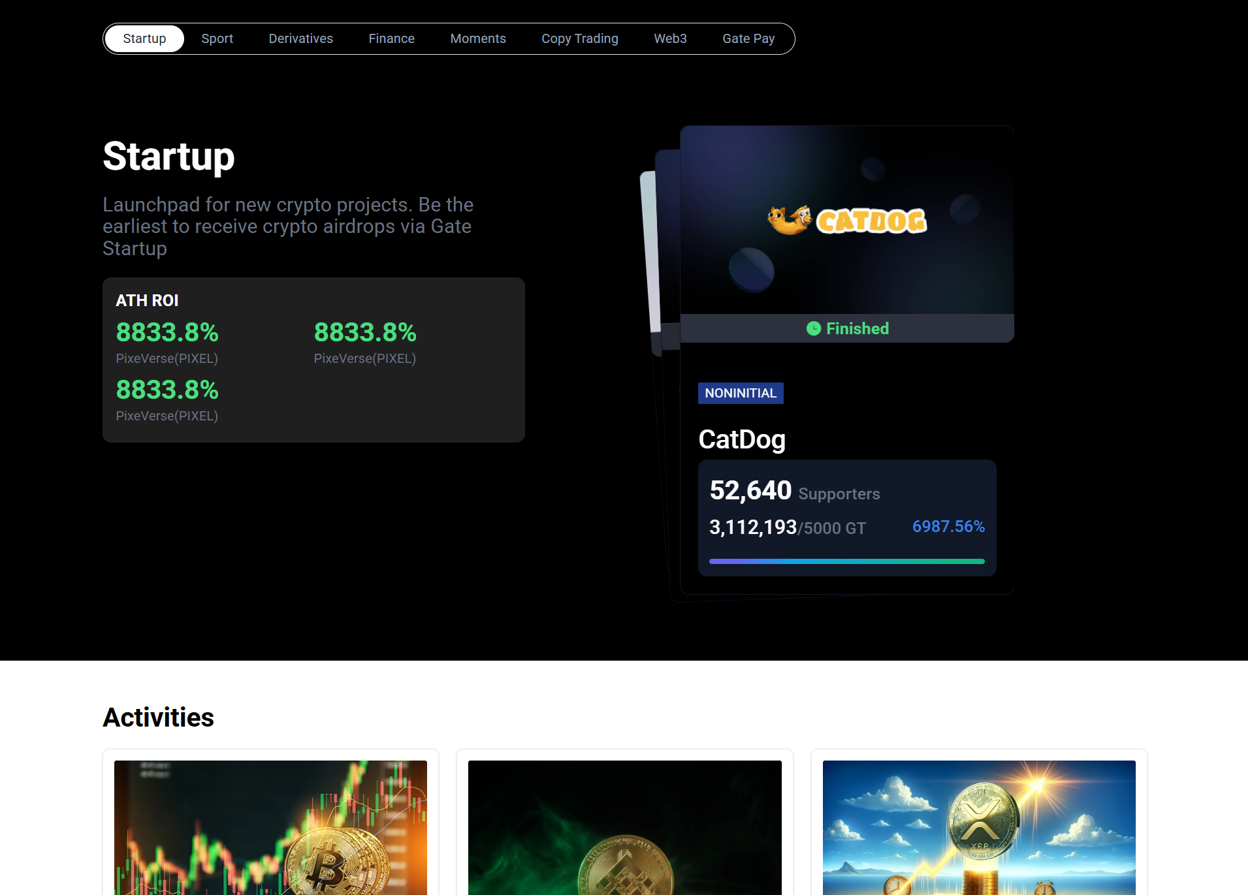 Startup
Sport
Derivatives
Finance
Moments
Copy Trading
Web3
Gate Pay
Startup
Launchpad for new crypto projects. Be the
earliest to receive crypto airdrops via Gate
Startup
ATH ROI
8833.8%
PixeVerse(PIXEL)
8833.8%
PixeVerse(PIXEL)
8833.8%
PixeVerse(PIXEL)
CATDOG
Finished
NONINITIAL
CatDog
52,640 Supporters
3,112,193/5000 GT
6987.56%
Activities
XRP